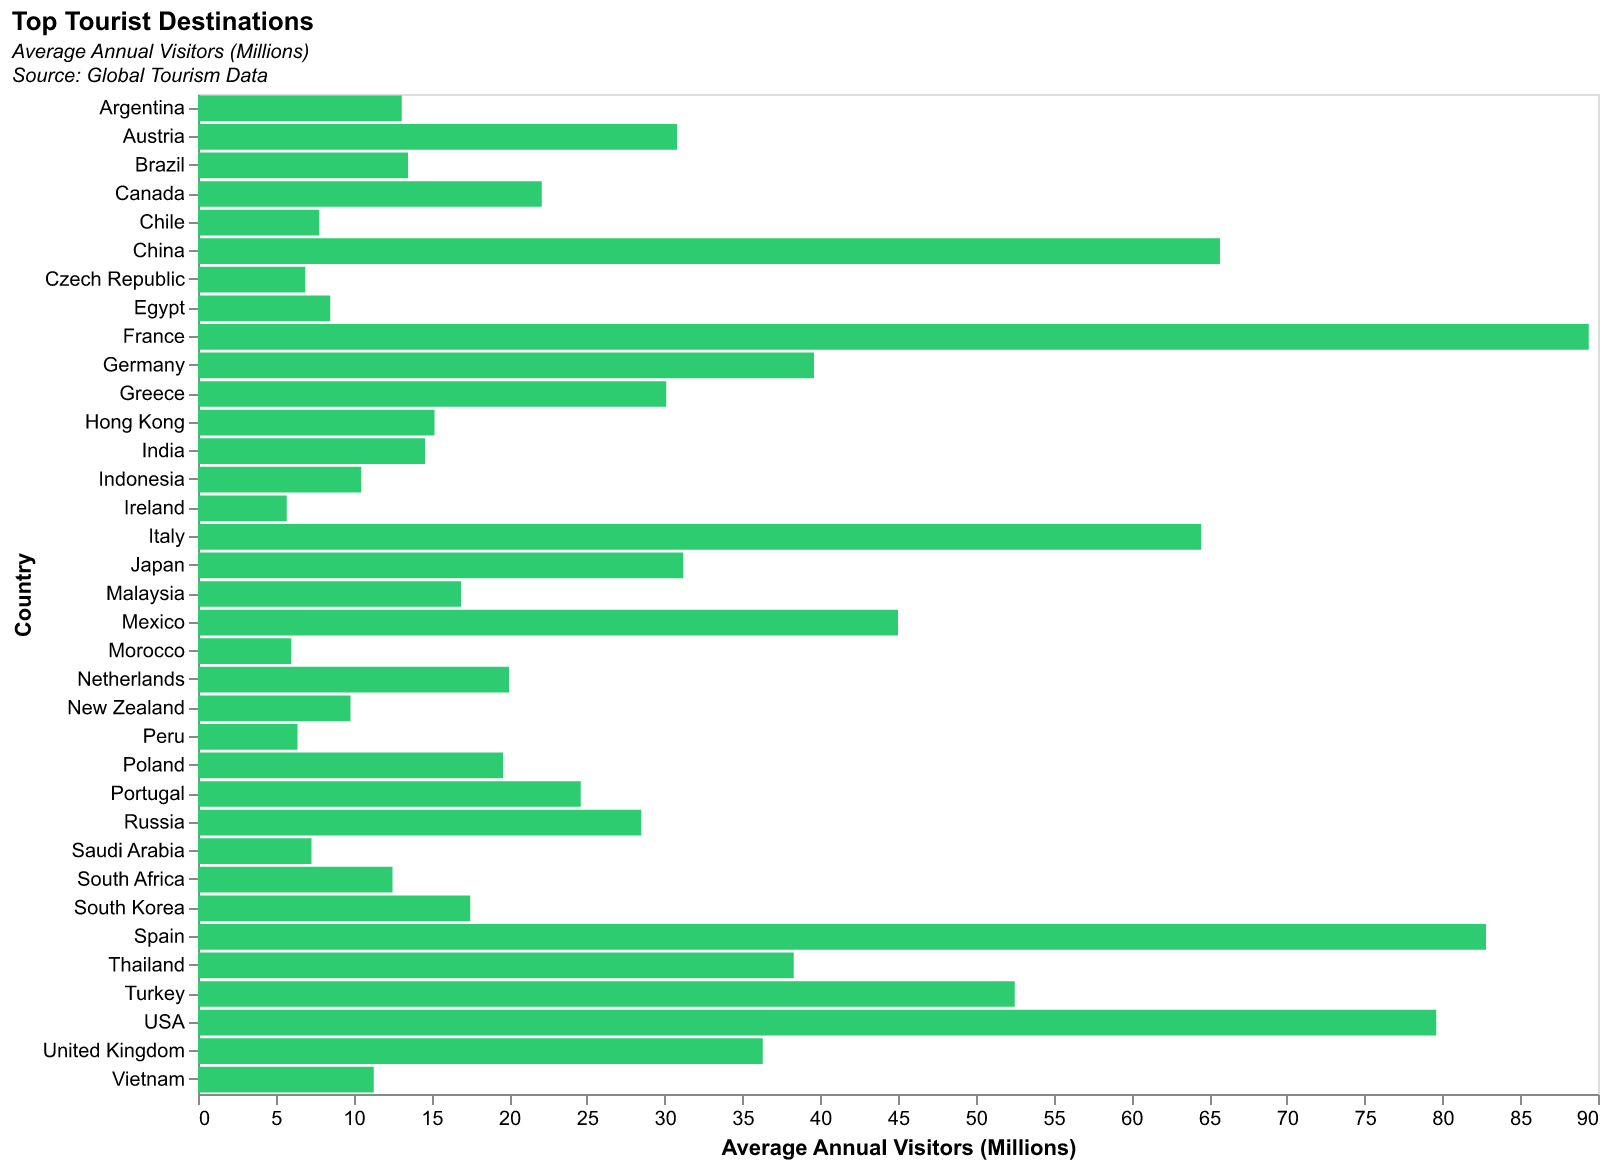 Top Tourist Destinations
Average Annual Visitors (Millions)
Source: Global Tourism Data
Country
Argentina
Austria
Brazil
Canada
Chile
China
Czech Republic
Egypt
France
Germany
Greece
Hong Kong
India
Indonesia
Ireland
Italy
Japan
Malaysia
Mexico
Morocco
Netherlands
New Zealand
Peru
Poland
Portugal
Russia
Saudi Arabia
South Africa
South Korea
Spain
Thailand
Turkey
USA
United Kingdom
Vietnam
0 5 10 15 20 25 30 35 40 45 50 55 60 65 70 75 80 85 90
Average Annual Visitors (Millions)